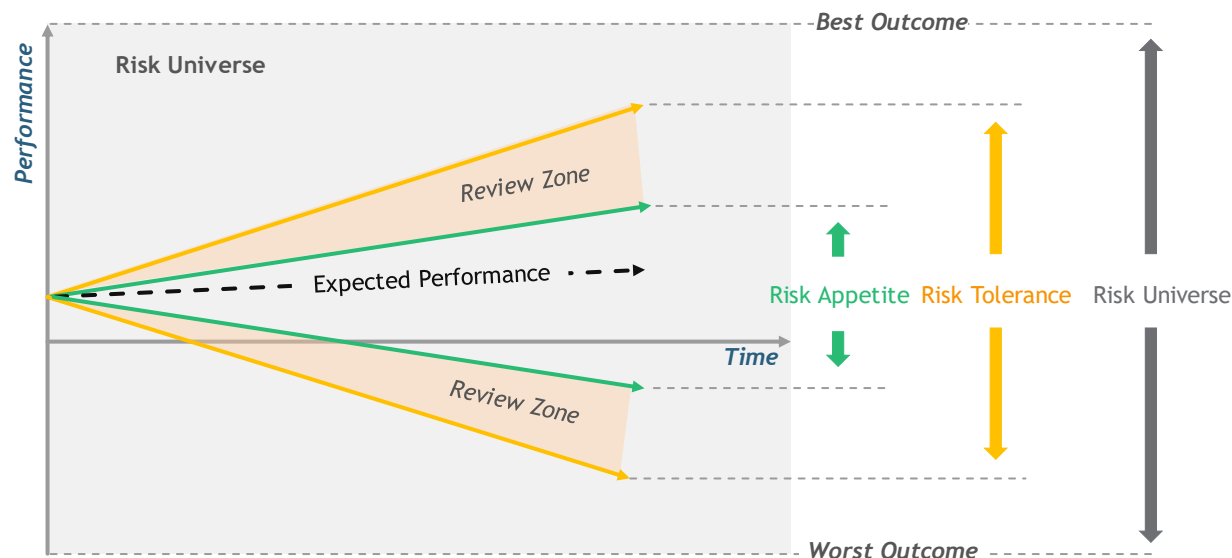 Best Outcome
Performance
Risk Universe
Review Zone
Expected Performance
Risk Appetite
Risk Tolerance
Risk Universe
Time
Review Zone
Worst Outcome